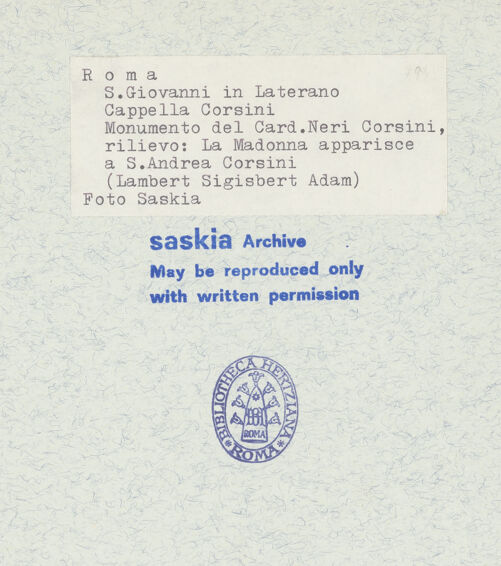 R o m a
S.Giovanni in Laterano
Cappella Corsini
Monumento del Card.Neri Corsini,
rilievo: La Madonna apparisce
a S.Andrea Corsini
(Lambert Sigisbert Adam)
Foto Saskia
saskia Archive
May be reproduced only
with written permission
BIBLIOTHECA HERTZIANA
ROMA
* ROMA *